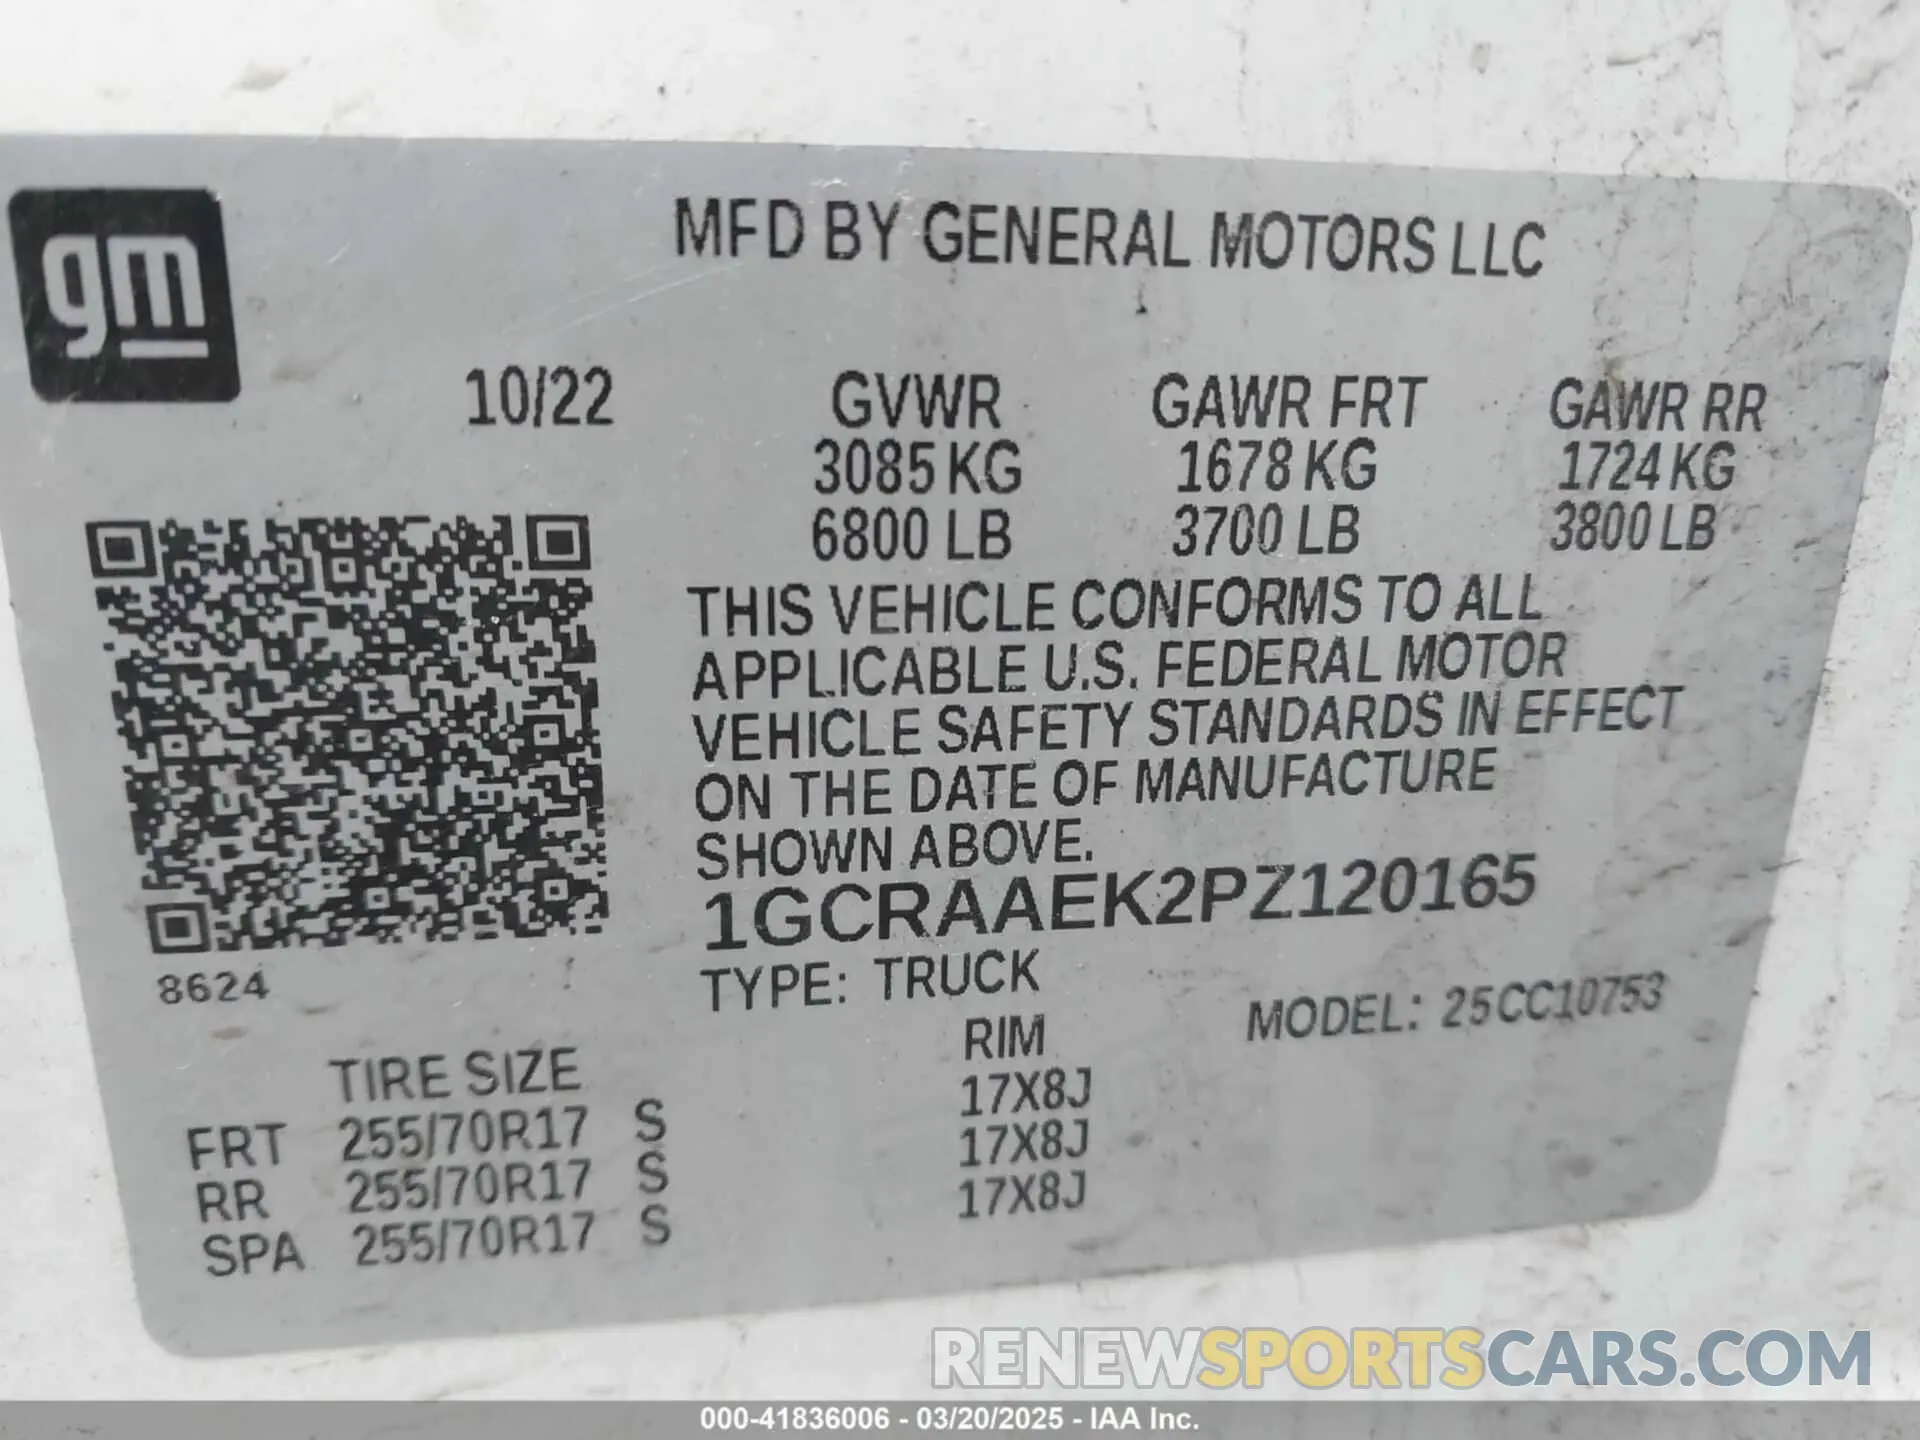 gm
MFD BY GENERAL MOTORS LLC
10/22 GVWR GAWR FRT GAWR RR
3085 KG 1678 KG 1724 KG
6800 LB 3700 LB 3800 LB
THIS VEHICLE CONFORMS TO ALL
APPLICABLE U.S. FEDERAL MOTOR
VEHICLE SAFETY STANDARDS IN EFFECT
ON THE DATE OF MANUFACTURE
SHOWN ABOVE.
1GCRAAEK2PZ120165
8624
TYPE: TRUCK MODEL: 25CC10753
TIRE SIZE RIM
FRT 255/70R17 S 17X8J
RR 255/70R17 S 17X8J
SPA 255/70R17 S 17X8J
RENEWSPORTSCARS.COM
000-41836006 - 03/20/2025 - IAA Inc.